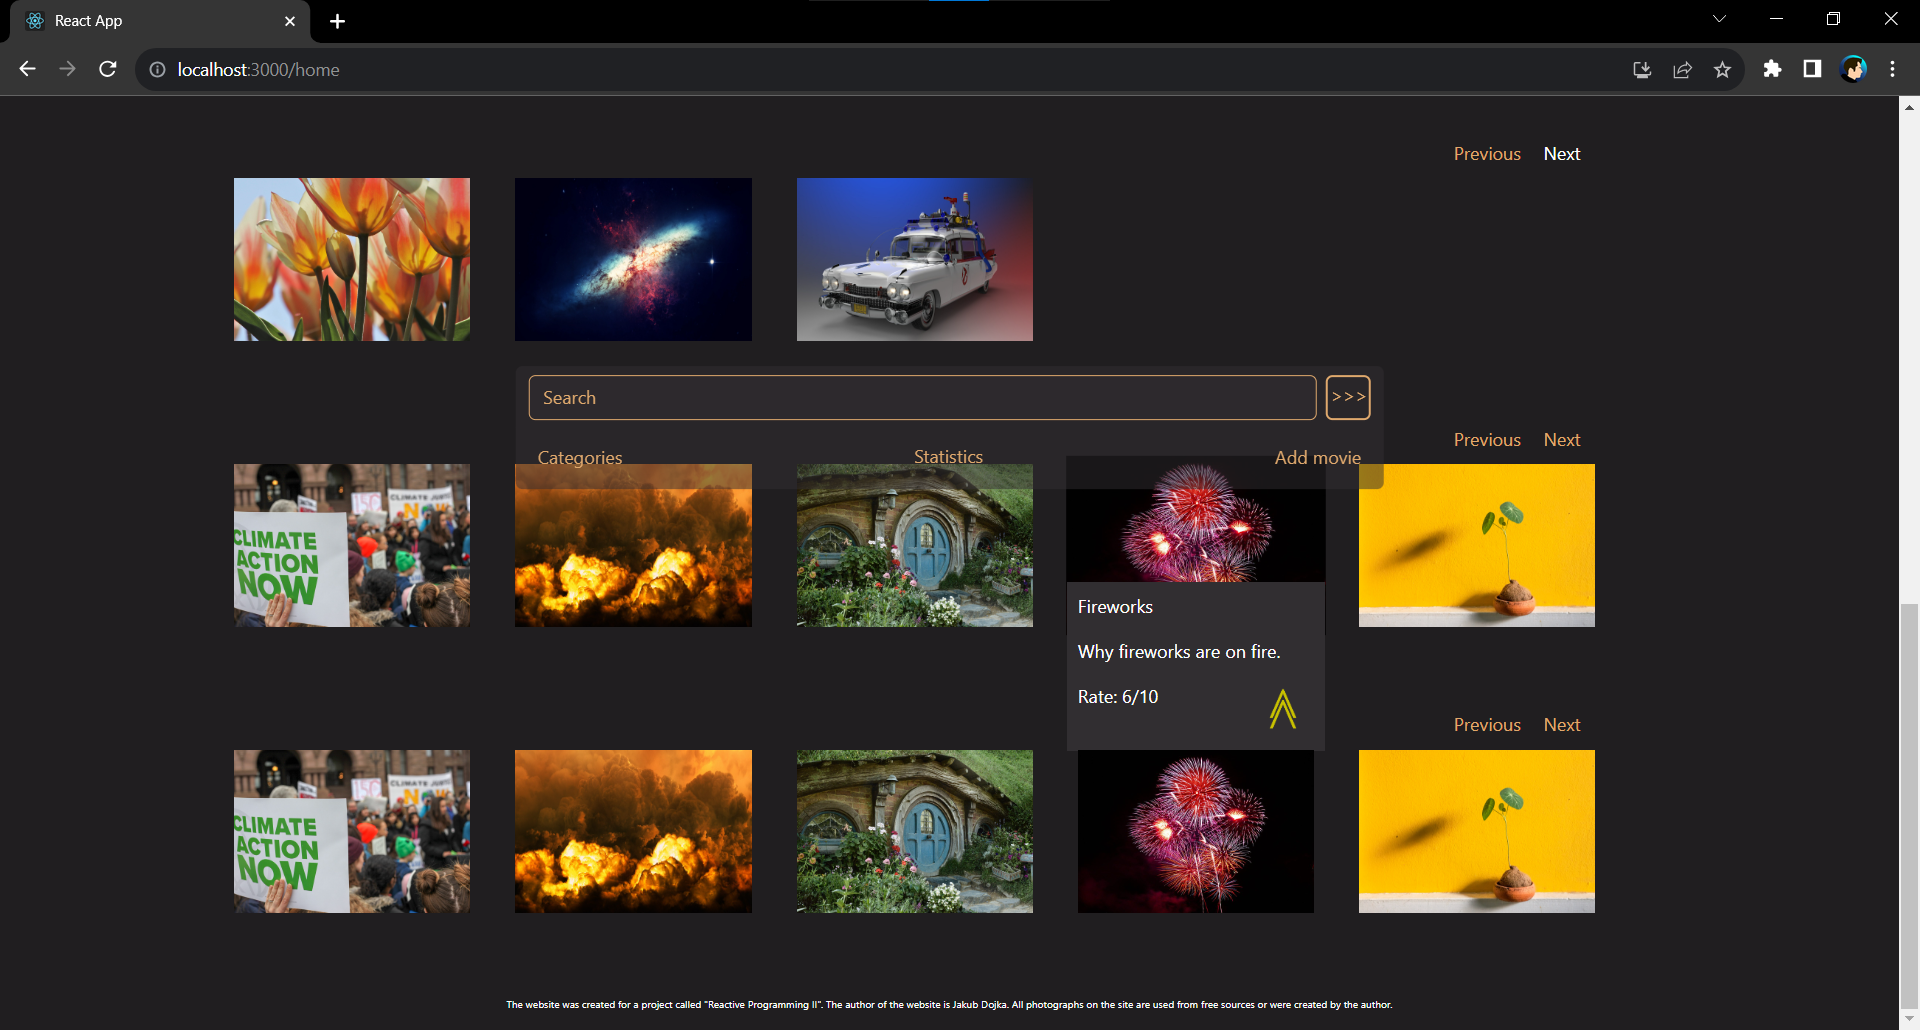 React App
localhost:3000/home
Previous Next
Search >>>
Previous Next
Categories Statistics Add movie
CLIMATE JUSTICE
CLIMATE
ACTION
NOW
Fireworks
Why fireworks are on fire.
Rate: 6/10
Previous Next
CLIMATE
ACTION
NOW
The website was created for a project called "Reactive Programming II". The author of the website is Jakub Dojka. All photographs on the site are used from free sources or were created by the author.